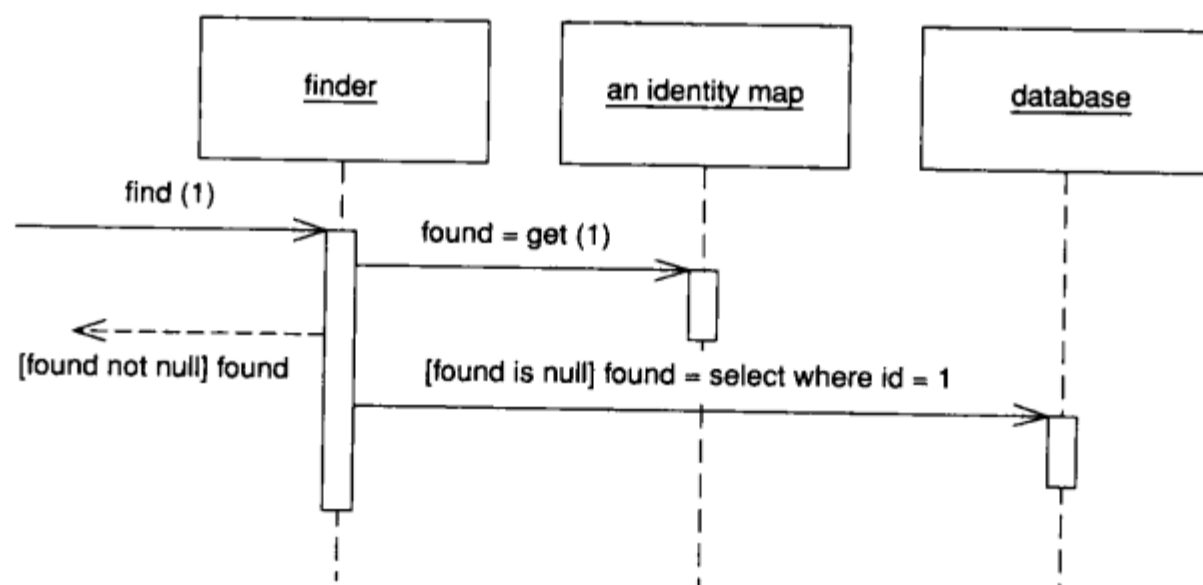 finder
an identity map
database
find (1)
found = get (1)
[found not null] found
[found is null] found = select where id = 1